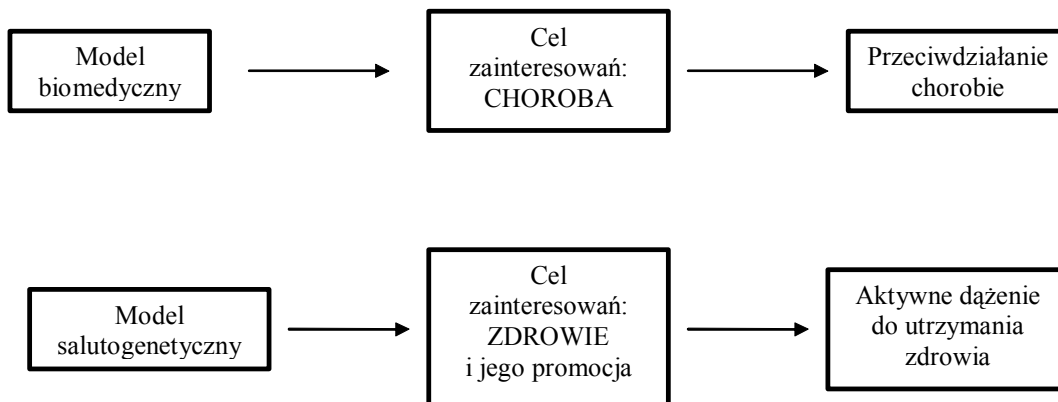 Model
biomedyczny
Cel
zainteresowań:
CHOROBA
Przeciwdziałanie
chorobie
Model
salutogenetyczny
Cel
zainteresowań:
ZDROWIE
i jego promocja
Aktywne dążenie
do utrzymania
zdrowia